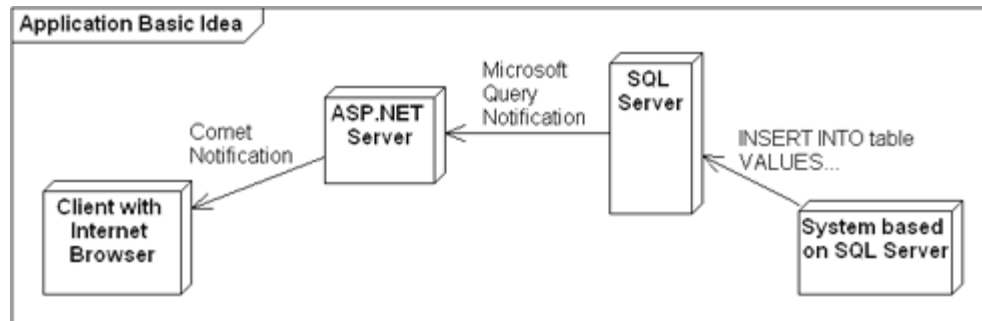 Application Basic Idea
Microsoft
Query
Notification
SQL
Server
ASP.NET
Server
Comet
Notification
INSERT INTO table
VALUES...
Client with
Internet
Browser
System based
on SQL Server